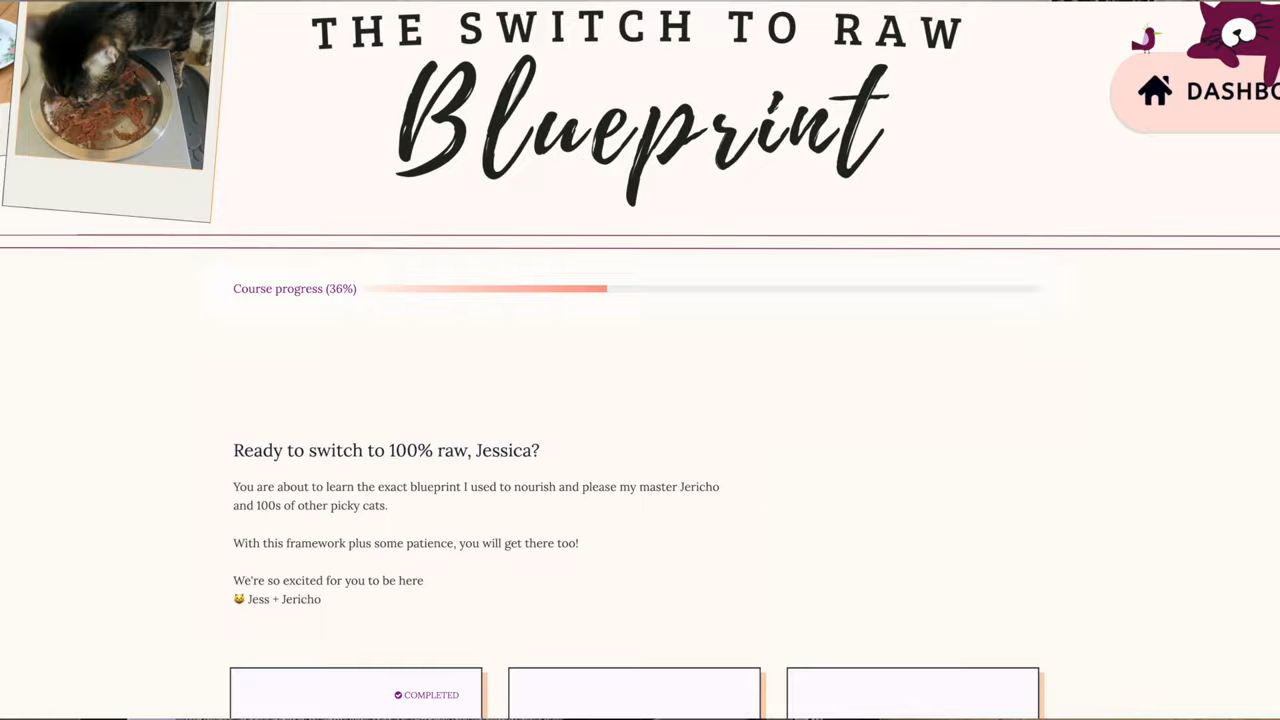 THE SWITCH TO RAW
Blueprint
DASHBO
Course progress (36%)
Ready to switch to 100% raw, Jessica?
You are about to learn the exact blueprint I used to nourish and please my master Jericho
and 100s of other picky cats.
With this framework plus some patience, you will get there too!
We're so excited for you to be here
😺 Jess + Jericho
COMPLETED